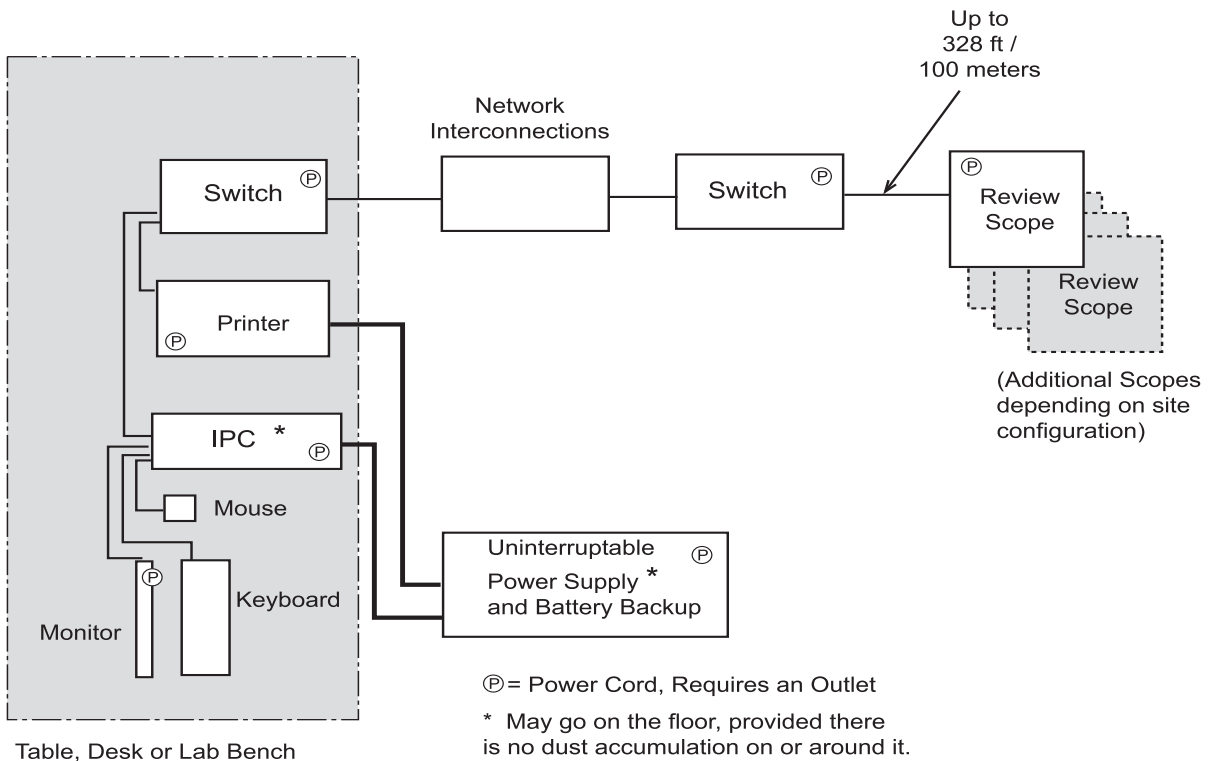 Up to
328 ft /
100 meters
Network
Interconnections
Switch Ⓟ
Switch Ⓟ
Ⓟ
Review
Scope
Review
Scope
Printer
Ⓟ
(Additional Scopes
depending on site
configuration)
IPC *
Ⓟ
Mouse
Uninterruptable Ⓟ
Power Supply *
and Battery Backup
Ⓟ
Keyboard
Monitor
Ⓟ= Power Cord, Requires an Outlet
* May go on the floor, provided there
is no dust accumulation on or around it.
Table, Desk or Lab Bench